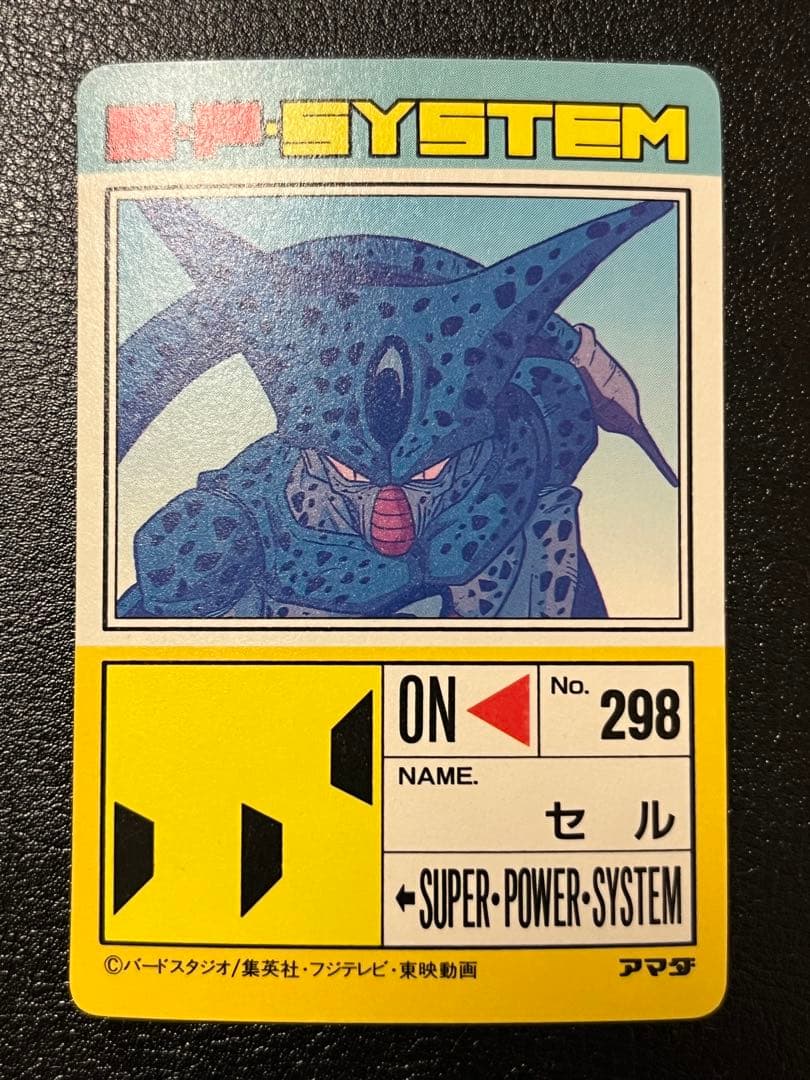 S·P·SYSTEM
ON
No. 298
NAME.
セル
←SUPER·POWER·SYSTEM
©バードスタジオ/集英社・フジテレビ・東映動画
アマダ